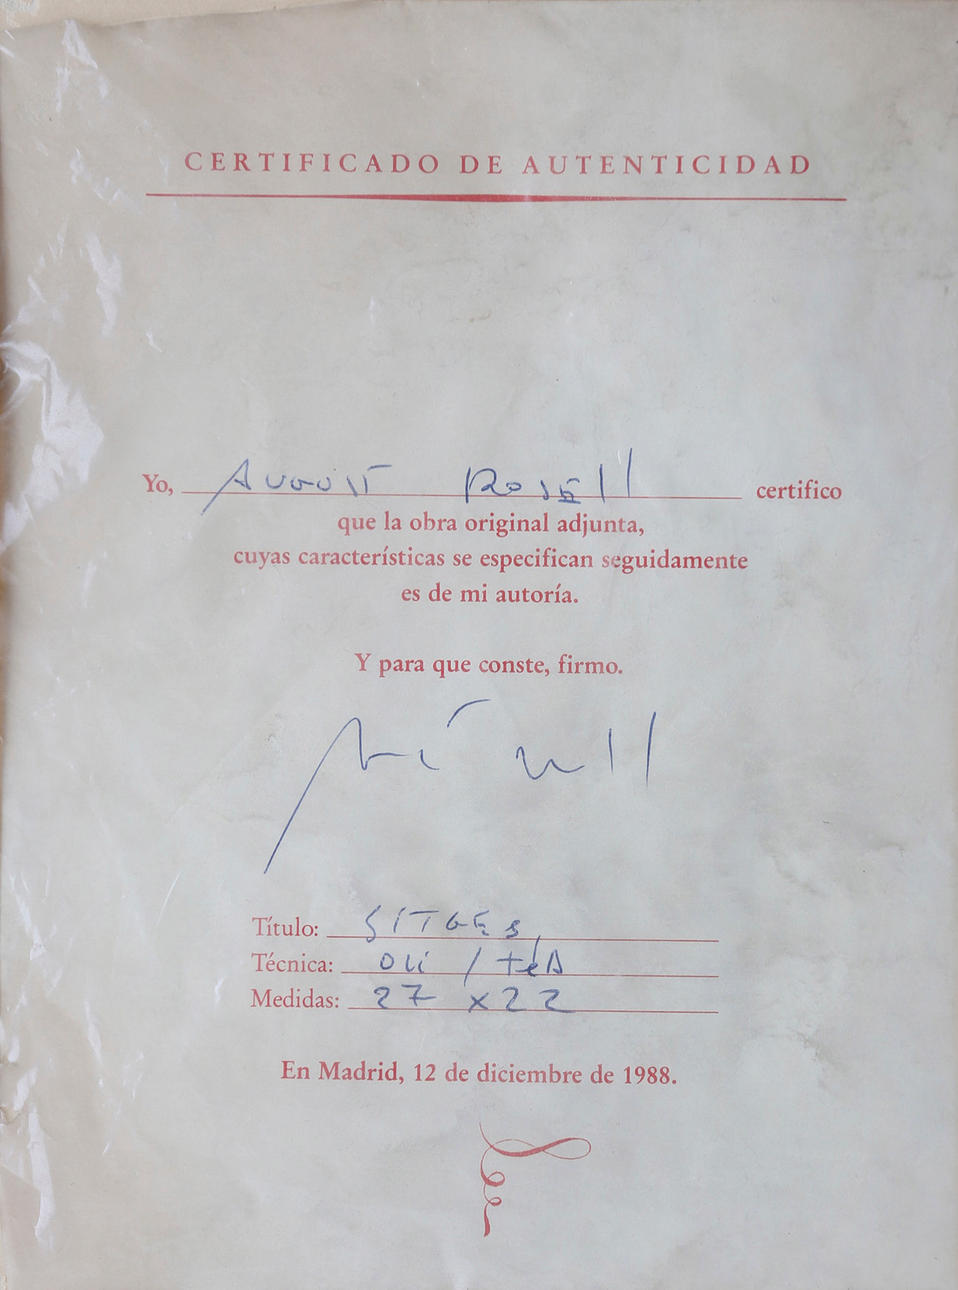 CERTIFICADO DE AUTENTICIDAD
Yo, August Rosell certifico
que la obra original adjunta,
cuyas características se especifican seguidamente
es de mi autoría.
Y para que conste, firmo.
Título: SITGES
Técnica: oli / telA
Medidas: 27 x 22
En Madrid, 12 de diciembre de 1988.